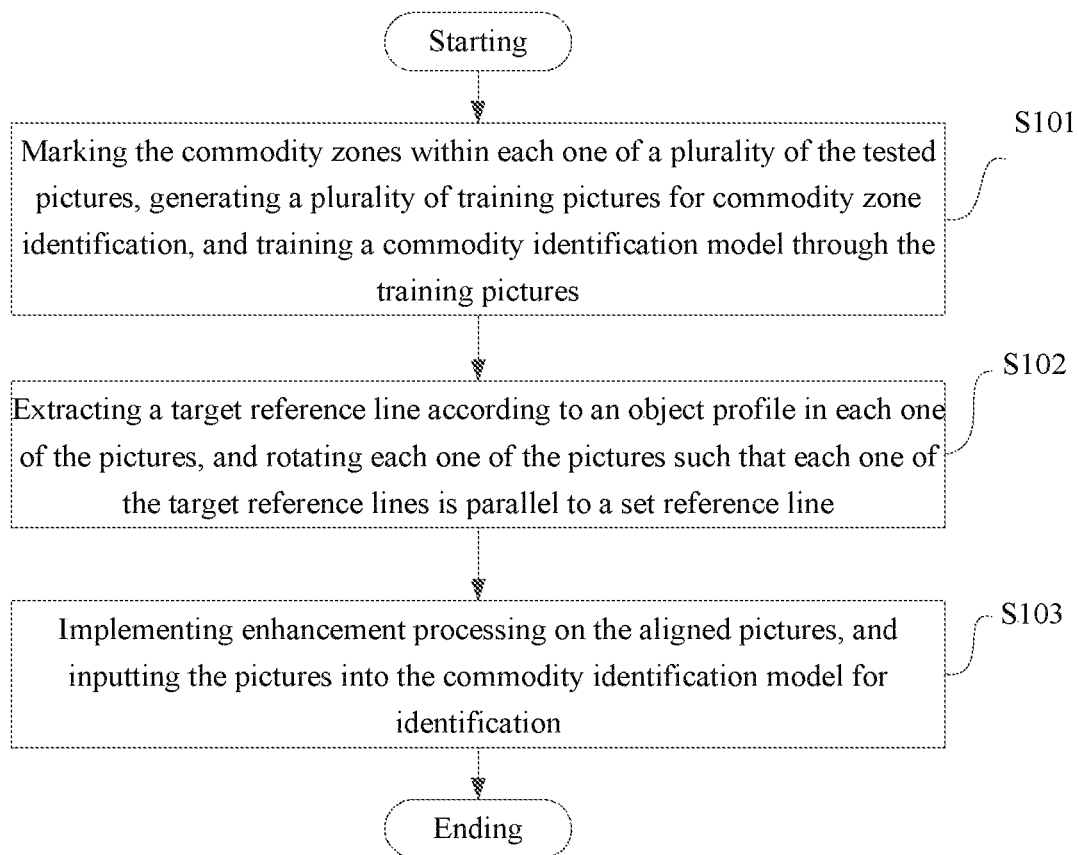 Starting
S101
Marking the commodity zones within each one of a plurality of the tested
pictures, generating a plurality of training pictures for commodity zone
identification, and training a commodity identification model through the
training pictures
S102
Extracting a target reference line according to an object profile in each one
of the pictures, and rotating each one of the pictures such that each one of
the target reference lines is parallel to a set reference line
S103
Implementing enhancement processing on the aligned pictures, and
inputting the pictures into the commodity identification model for
identification
Ending